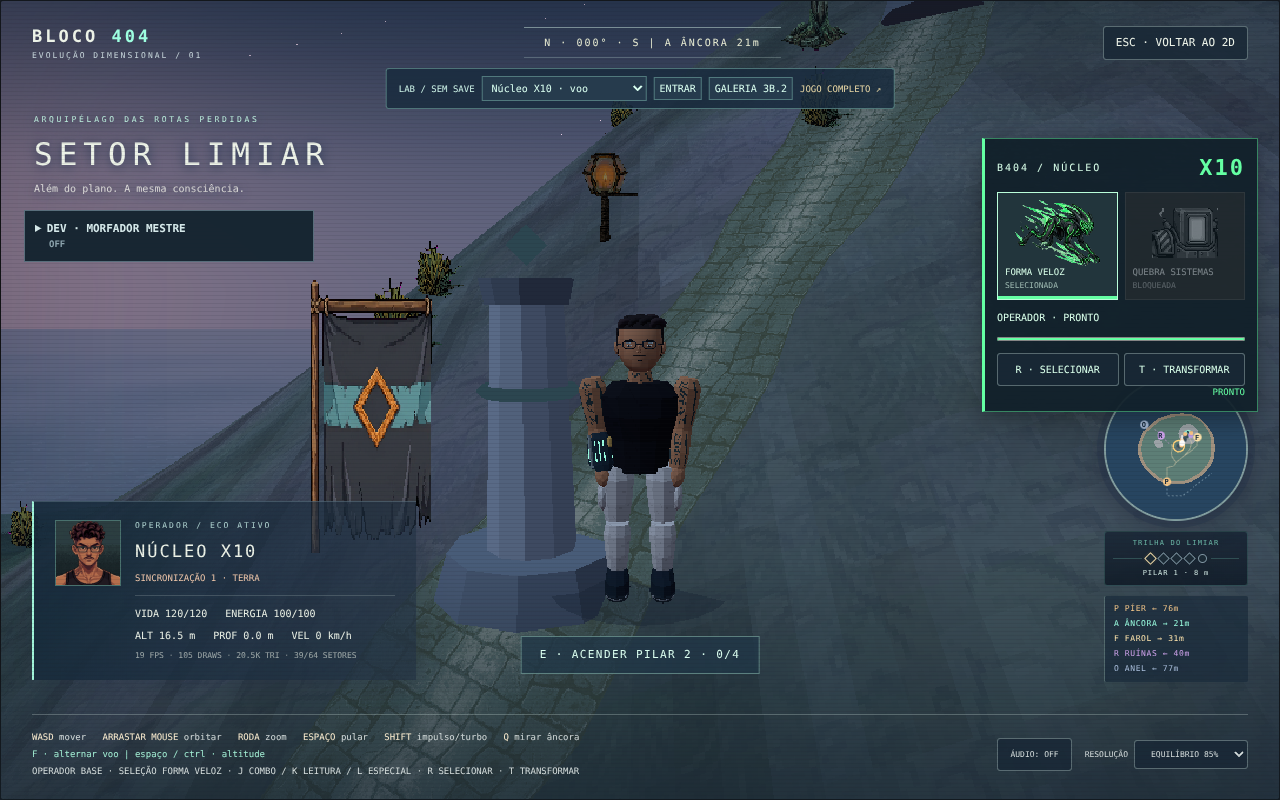 BLOCO 404
EVOLUÇÃO DIMENSIONAL / 01
N · 000° · S | A ÂNCORA 21m
ESC · VOLTAR AO 2D
LAB / SEM SAVE Núcleo X10 · voo ENTRAR GALERIA 3B.2 JOGO COMPLETO ↗
ARQUIPÉLAGO DAS ROTAS PERDIDAS
SETOR LIMIAR
Além do plano. A mesma consciência.
▶ DEV · MORFADOR MESTRE
OFF
B404 / NÚCLEO X10
FORMA VELOZ
SELECIONADA
QUEBRA SISTEMAS
BLOQUEADA
OPERADOR · PRONTO
R · SELECIONAR T · TRANSFORMAR
PRONTO
O R F P
TRILHA DO LIMIAR
PILAR 1 · 8 m
P PÍER ← 76m
A ÂNCORA → 21m
F FAROL → 31m
R RUÍNAS ← 40m
O ANEL ← 77m
OPERADOR / ECO ATIVO
NÚCLEO X10
SINCRONIZAÇÃO 1 · TERRA
VIDA 120/120 ENERGIA 100/100
ALT 16.5 m PROF 0.0 m VEL 0 km/h
19 FPS · 105 DRAWS · 20.5K TRI · 39/64 SETORES
E · ACENDER PILAR 2 · 0/4
WASD mover ARRASTAR MOUSE orbitar RODA zoom ESPAÇO pular SHIFT impulso/turbo Q mirar âncora
F · alternar voo | espaço / ctrl · altitude
OPERADOR BASE · SELEÇÃO FORMA VELOZ · J COMBO / K LEITURA / L ESPECIAL · R SELECIONAR · T TRANSFORMAR
ÁUDIO: OFF RESOLUÇÃO EQUILÍBRIO 85%